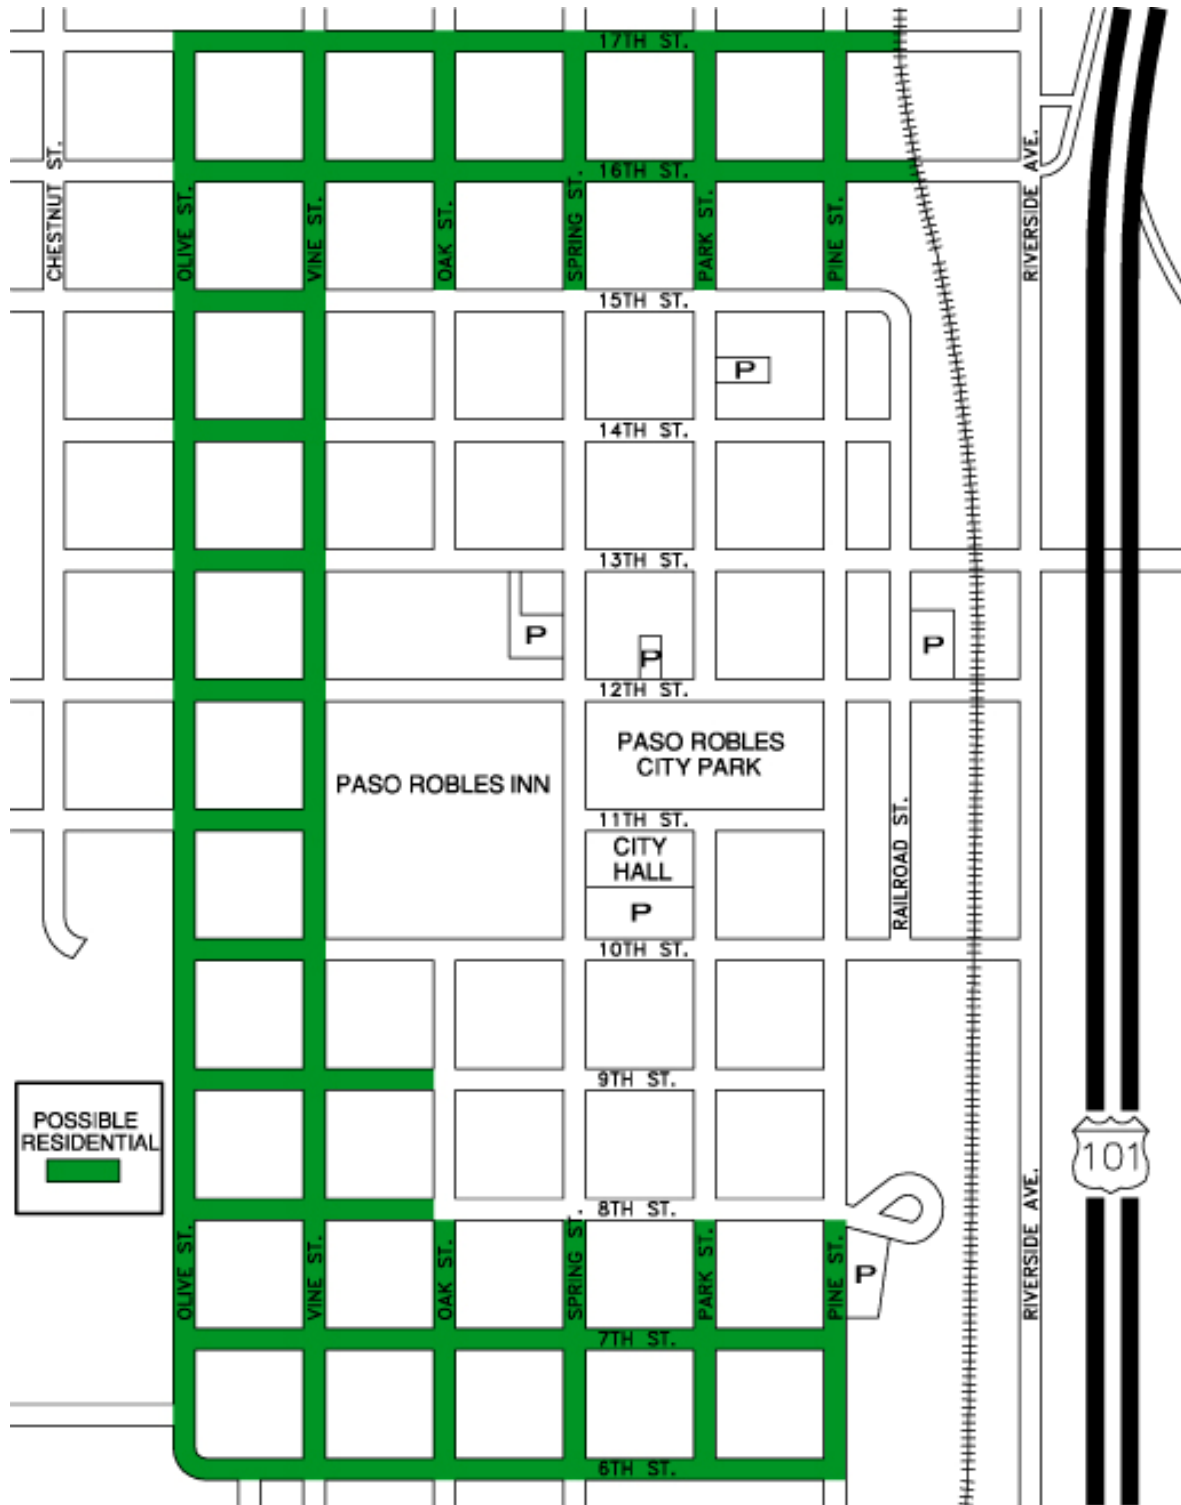 17TH ST.
16TH ST.
CHESTNUT ST.
OLIVE ST.
VINE ST.
OAK ST.
SPRING ST.
PARK ST.
PINE ST.
RIVERSIDE AVE.
15TH ST.
P
14TH ST.
13TH ST.
P
P
P
12TH ST.
PASO ROBLES
CITY PARK
PASO ROBLES INN
11TH ST.
CITY
HALL
P
RAILROAD ST.
10TH ST.
9TH ST.
POSSIBLE
RESIDENTIAL
101
8TH ST.
OLIVE ST.
VINE ST.
OAK ST.
SPRING ST.
PARK ST.
PINE ST.
P
RIVERSIDE AVE.
7TH ST.
6TH ST.